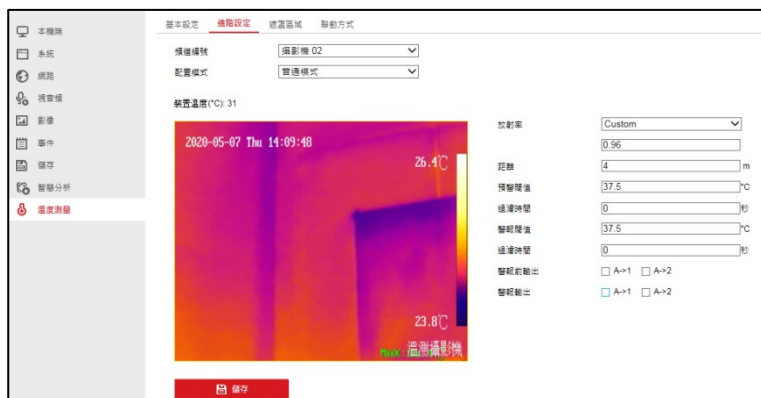 本機端
系統
網路
視音頻
影像
事件
儲存
智慧分析
溫度測量
基本設定 進階設定 遮罩區域 聯動方式
頻道編號 攝影機 02
配置模式 普通模式
裝置溫度(°C): 31
2020-05-07 Thu 14:09:48
26.4℃
23.8℃
溫測攝影機
儲存
放射率 Custom
0.96
距離 4 m
預警閥值 37.5 °C
過濾時間 0 秒
警報閥值 37.5 °C
過濾時間 0 秒
警報前輸出 A->1 A->2
警報輸出 A->1 A->2